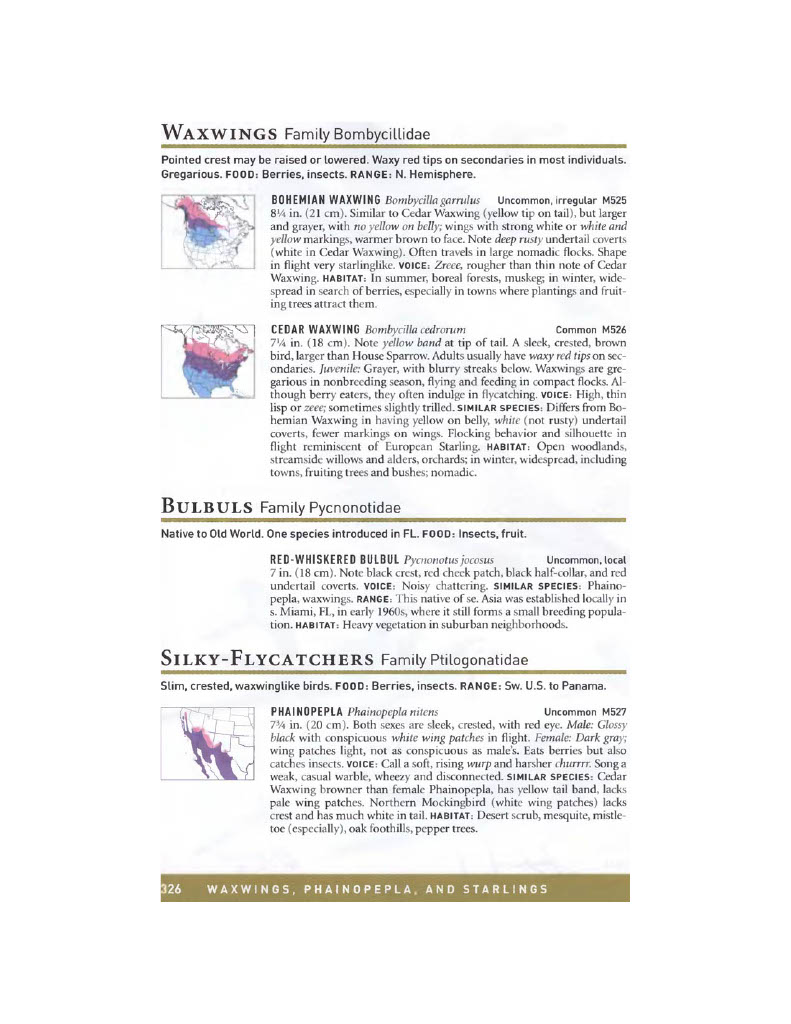 WAXWINGS Family Bombycillidae
Pointed crest may be raised or lowered. Waxy red tips on secondaries in most individuals.
Gregarious. FOOD: Berries, insects. RANGE: N. Hemisphere.
BOHEMIAN WAXWING Bombycilla garrulus Uncommon, irregular M525
8¼ in. (21 cm). Similar to Cedar Waxwing (yellow tip on tail), but larger
and grayer, with no yellow on belly; wings with strong white or white and
yellow markings, warmer brown to face. Note deep rusty undertail coverts
(white in Cedar Waxwing). Often travels in large nomadic flocks. Shape
in flight very starlinglike. VOICE: Zreee, rougher than thin note of Cedar
Waxwing. HABITAT: In summer, boreal forests, muskeg; in winter, wide-
spread in search of berries, especially in towns where plantings and fruit-
ing trees attract them.
CEDAR WAXWING Bombycilla cedrorum Common M526
7¼ in. (18 cm). Note yellow band at tip of tail. A sleek, crested, brown
bird, larger than House Sparrow. Adults usually have waxy red tips on sec-
ondaries. Juvenile: Grayer, with blurry streaks below. Waxwings are gre-
garious in nonbreeding season, flying and feeding in compact flocks. Al-
though berry eaters, they often indulge in flycatching. VOICE: High, thin
lisp or zeee; sometimes slightly trilled. SIMILAR SPECIES: Differs from Bo-
hemian Waxwing in having yellow on belly, white (not rusty) undertail
coverts, fewer markings on wings. Flocking behavior and silhouette in
flight reminiscent of European Starling. HABITAT: Open woodlands,
streamside willows and alders, orchards; in winter, widespread, including
towns, fruiting trees and bushes; nomadic.
BULBULS Family Pycnonotidae
Native to Old World. One species introduced in FL. FOOD: Insects, fruit.
RED-WHISKERED BULBUL Pycnonotus jocosus Uncommon, local
7 in. (18 cm). Note black crest, red cheek patch, black half-collar, and red
undertail coverts. VOICE: Noisy chattering. SIMILAR SPECIES: Phaino-
pepla, waxwings. RANGE: This native of se. Asia was established locally in
s. Miami, FL, in early 1960s, where it still forms a small breeding popula-
tion. HABITAT: Heavy vegetation in suburban neighborhoods.
SILKY-FLYCATCHERS Family Ptilogonatidae
Slim, crested, waxwinglike birds. FOOD: Berries, insects. RANGE: Sw. U.S. to Panama.
PHAINOPEPLA Phainopepla nitens Uncommon M527
7¾ in. (20 cm). Both sexes are sleek, crested, with red eye. Male: Glossy
black with conspicuous white wing patches in flight. Female: Dark gray;
wing patches light, not as conspicuous as male's. Eats berries but also
catches insects. VOICE: Call a soft, rising wurp and harsher churrrr. Song a
weak, casual warble, wheezy and disconnected. SIMILAR SPECIES: Cedar
Waxwing browner than female Phainopepla, has yellow tail band, lacks
pale wing patches. Northern Mockingbird (white wing patches) lacks
crest and has much white in tail. HABITAT: Desert scrub, mesquite, mistle-
toe (especially), oak foothills, pepper trees.
326 WAXWINGS, PHAINOPEPLA, AND STARLINGS